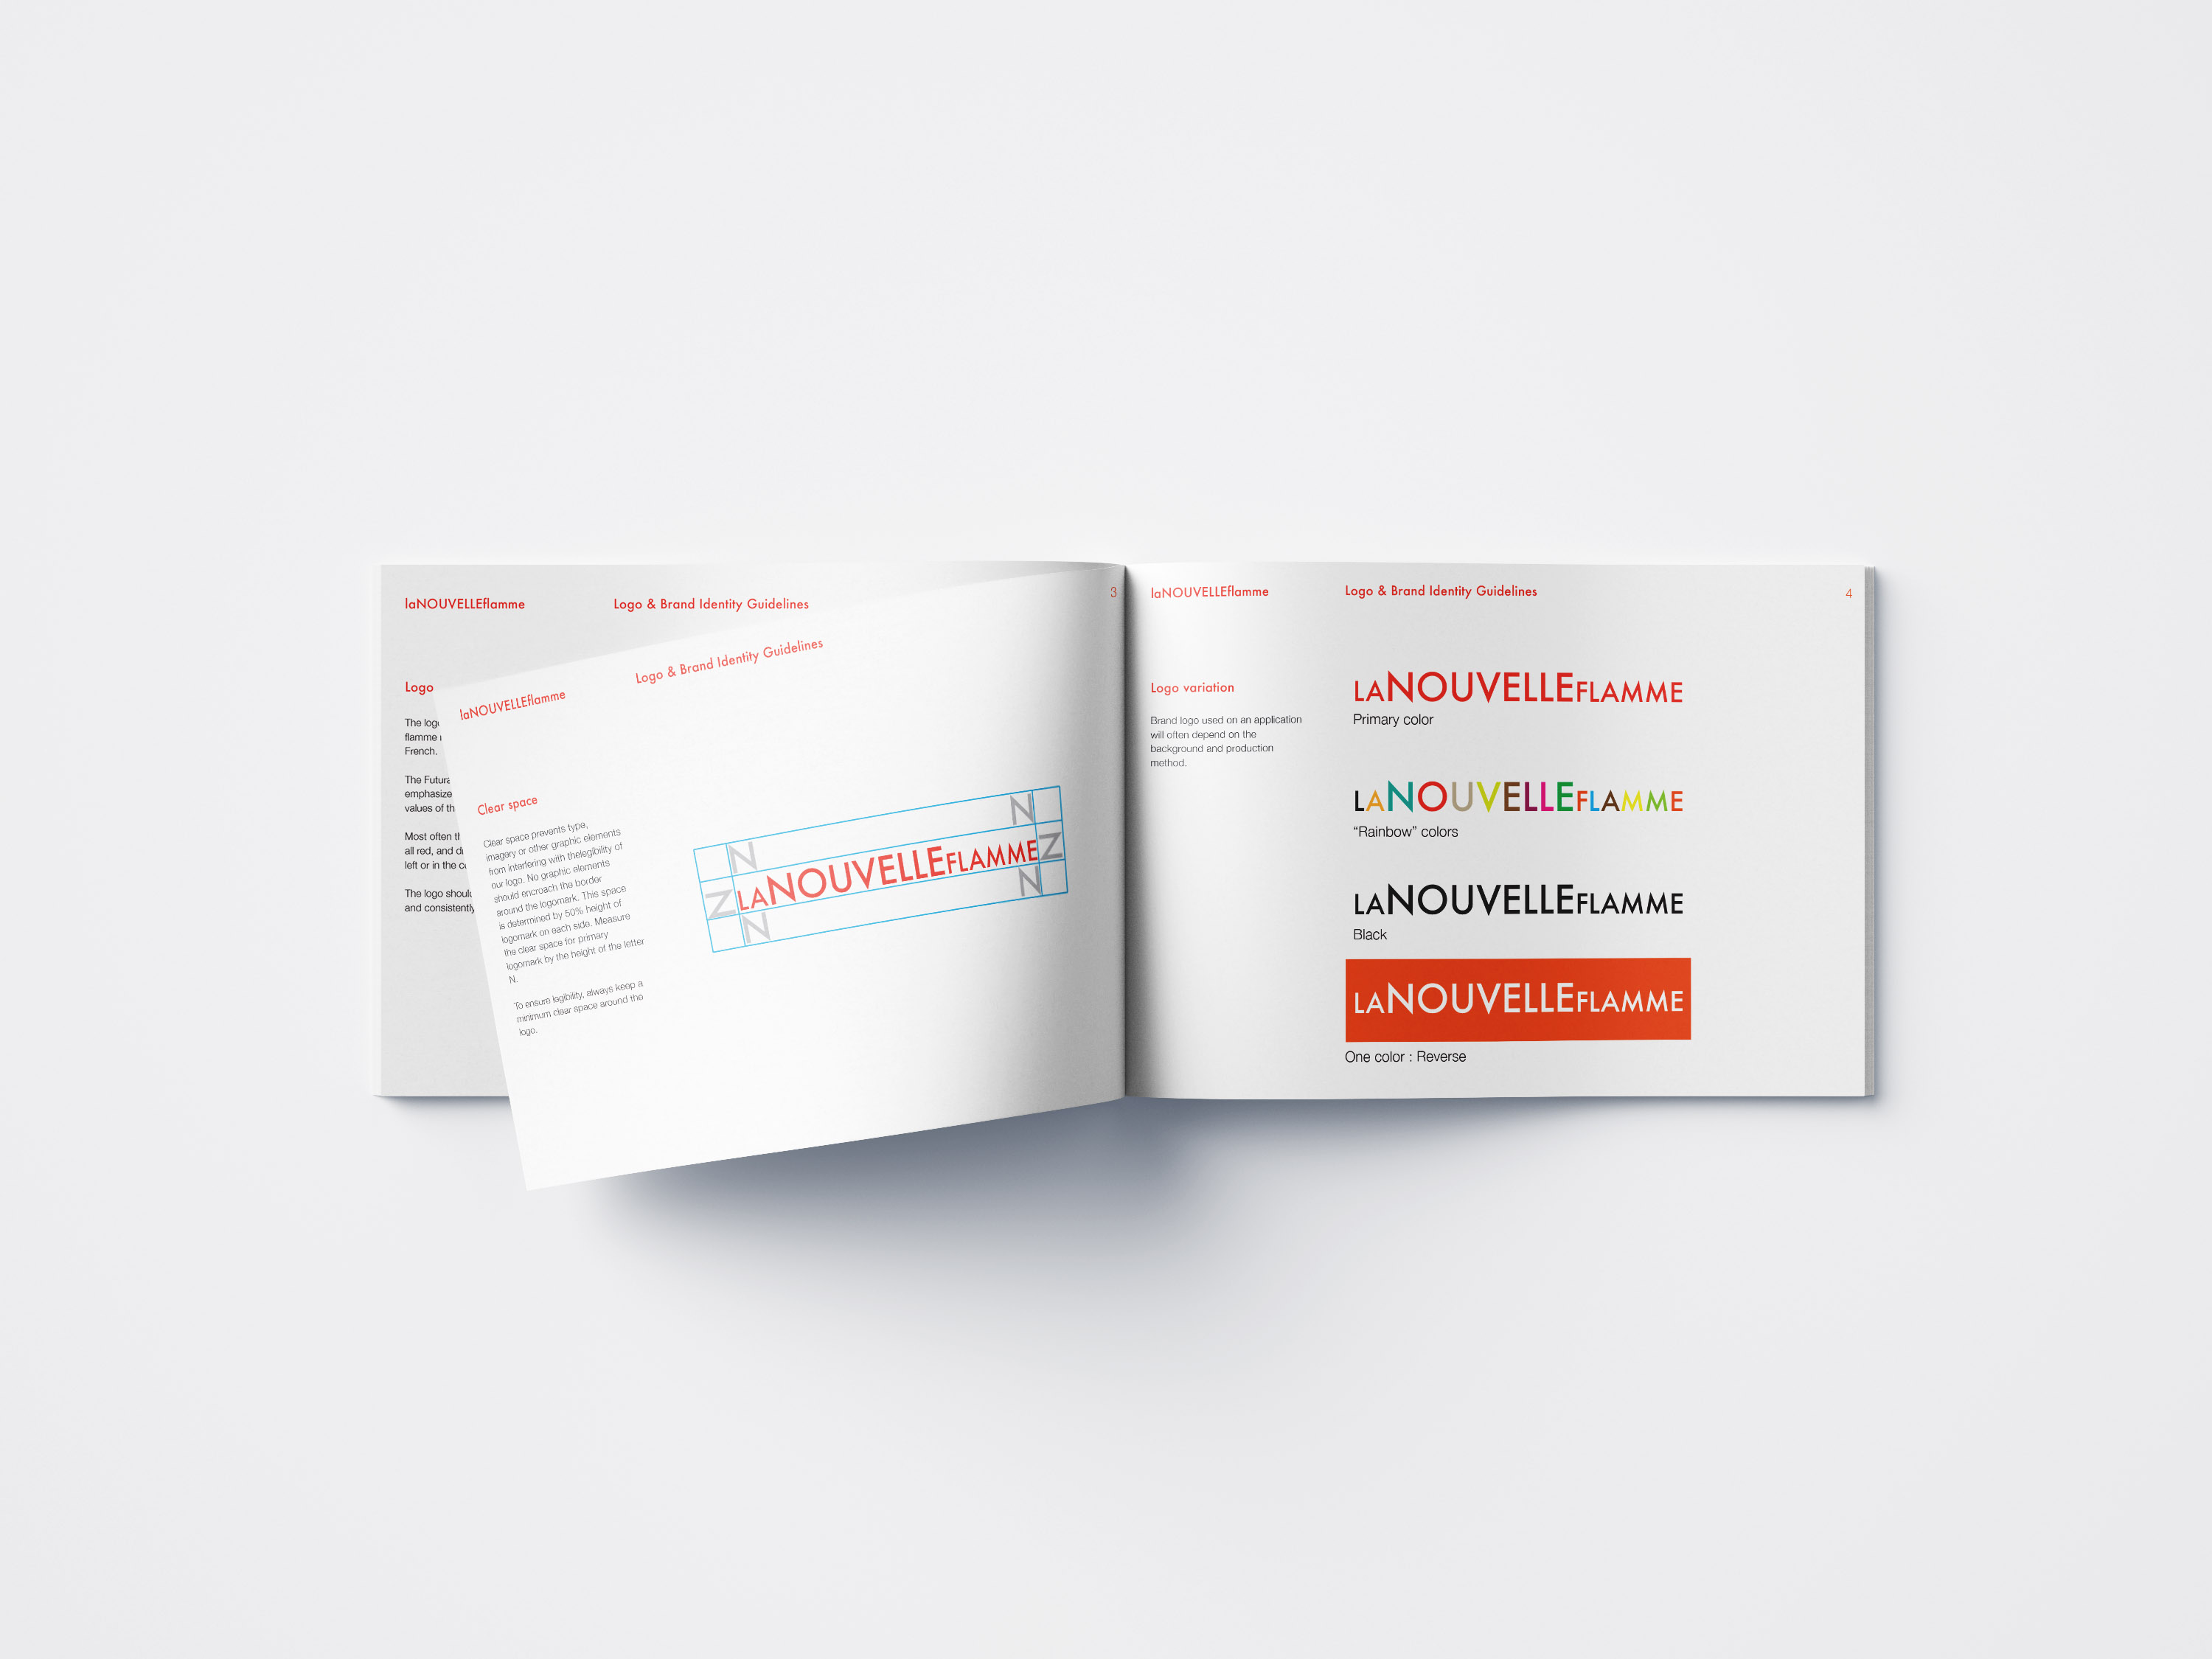 laNOUVELLEflamme
Logo & Brand Identity Guidelines
Logo
The
flamme
French.
The Futura
emphasize
values of
Most often
all red, and
left or in the
The logo
and consistently
laNOUVELLEflamme
Logo & Brand Identity Guidelines
3
Clear space
Clear space prevents type,
imagery or other graphic elements
from interfering with thelegibility of
our logo. No graphic elements
should encroach the border
around the logomark. This space
is determined by 50% height of
logomark on each side. Measure
the clear space for primary
logomark by the height of the letter
N.
To ensure legibility, always keep a
minimum clear space around the
logo.
N
N
N
LANOUVELLEFLAMME
N
N
N
laNOUVELLEflamme
Logo & Brand Identity Guidelines
4
Logo variation
Brand logo used on an application
will often depend on the
background and production
method.
LANOUVELLEFLAMME
Primary color
LANOUVELLEFLAMME
“Rainbow” colors
LANOUVELLEFLAMME
Black
LANOUVELLEFLAMME
One color : Reverse